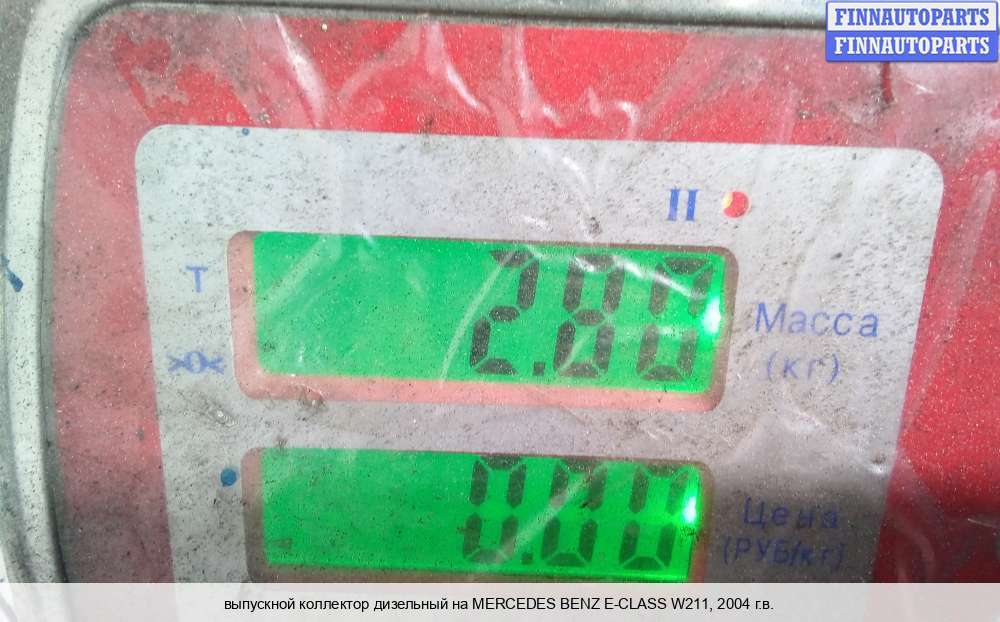 FINNAUTOPARTS
FINNAUTOPARTS
II
T
2.80
Масса
(кг)
>0<
0.00
Цена
(РУБ/кг)
выпускной коллектор дизельный на MERCEDES BENZ E-CLASS W211, 2004 г.в.